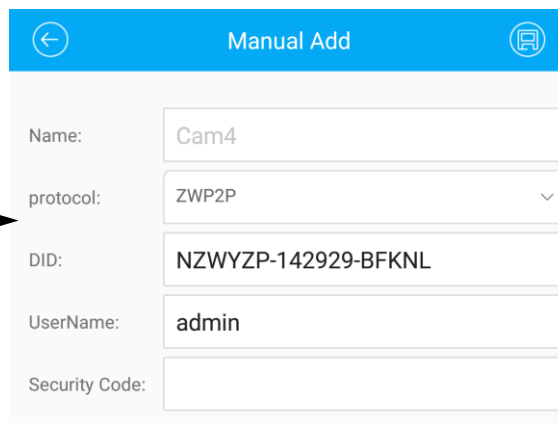 Manual Add
Name: Cam4
protocol: ZWP2P
DID: NZWYZP-142929-BFKNL
UserName: admin
Security Code: